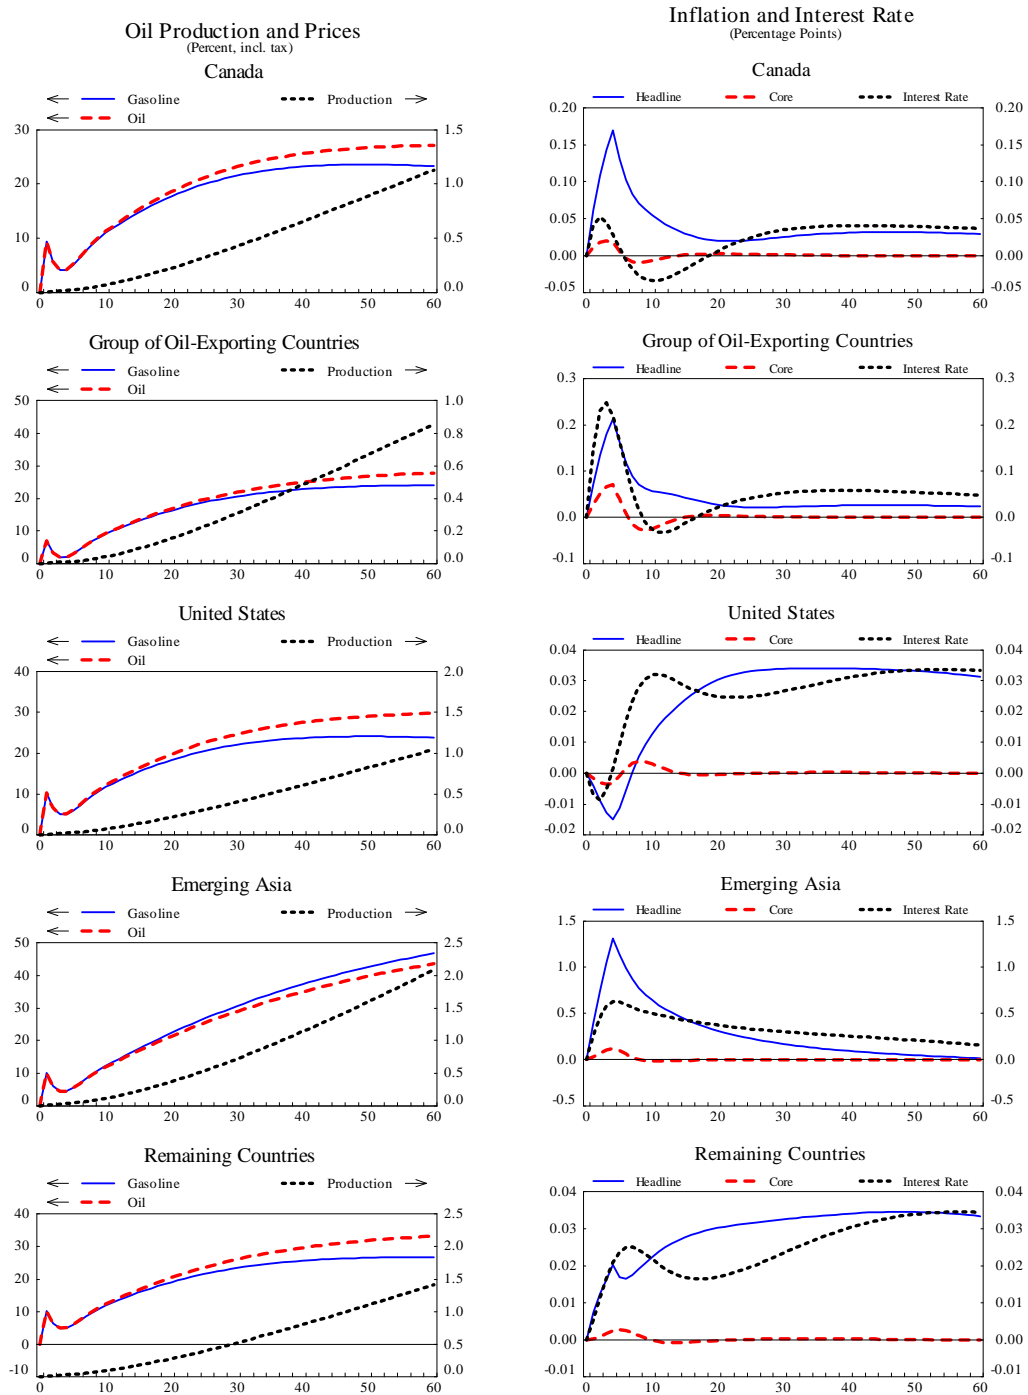 Oil Production and Prices
(Percent, incl. tax)
Canada
Gasoline Production
Oil
30 1.5
20 1.0
10 0.5
0 0.0
0 10 20 30 40 50 60
Group of Oil-Exporting Countries
Gasoline Production
Oil
50 1.0
40 0.8
30 0.6
20 0.4
10 0.2
0 0.0
0 10 20 30 40 50 60
United States
Gasoline Production
Oil
40 2.0
30 1.5
20 1.0
10 0.5
0 0.0
0 10 20 30 40 50 60
Emerging Asia
Gasoline Production
Oil
50 2.5
40 2.0
30 1.5
20 1.0
10 0.5
0 0.0
0 10 20 30 40 50 60
Remaining Countries
Gasoline Production
Oil
40 2.5
30 2.0
20 1.5
10 1.0
0 0.5
-10 0.0
0 10 20 30 40 50 60
Inflation and Interest Rate
(Percentage Points)
Canada
Headline Core Interest Rate
0.20 0.20
0.15 0.15
0.10 0.10
0.05 0.05
0.00 0.00
-0.05 -0.05
0 10 20 30 40 50 60
Group of Oil-Exporting Countries
Headline Core Interest Rate
0.3 0.3
0.2 0.2
0.1 0.1
0.0 0.0
-0.1 -0.1
0 10 20 30 40 50 60
United States
Headline Core Interest Rate
0.04 0.04
0.03 0.03
0.02 0.02
0.01 0.01
0.00 0.00
-0.01 -0.01
-0.02 -0.02
0 10 20 30 40 50 60
Emerging Asia
Headline Core Interest Rate
1.5 1.5
1.0 1.0
0.5 0.5
0.0 0.0
-0.5 -0.5
0 10 20 30 40 50 60
Remaining Countries
Headline Core Interest Rate
0.04 0.04
0.03 0.03
0.02 0.02
0.01 0.01
0.00 0.00
-0.01 -0.01
0 10 20 30 40 50 60